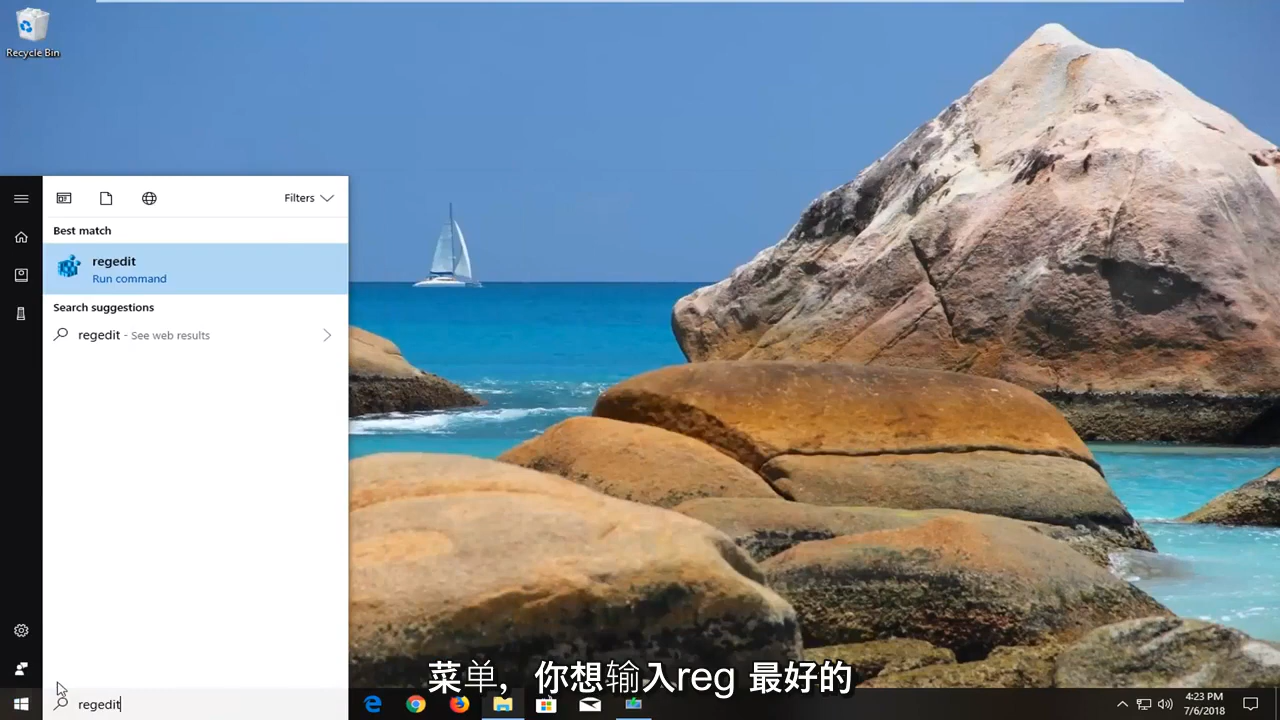 Recycle Bin
Filters
Best match
regedit
Run command
Search suggestions
regedit - See web results
菜单，你想输入reg 最好的
regedit
4:23 PM
7/6/2018